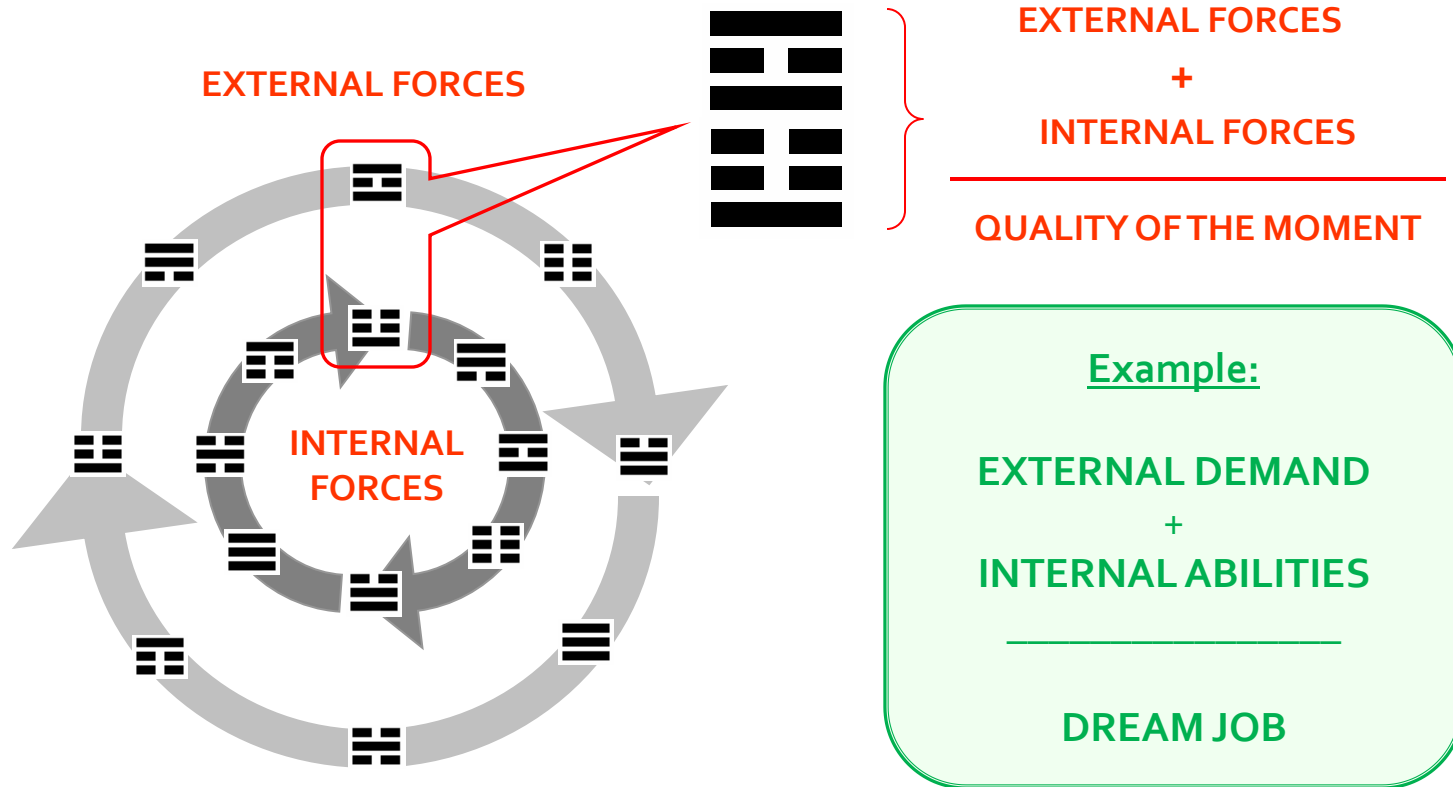 EXTERNAL FORCES
INTERNAL
FORCES
EXTERNAL FORCES
+
INTERNAL FORCES
QUALITY OF THE MOMENT
Example:
EXTERNAL DEMAND
+
INTERNAL ABILITIES
DREAM JOB